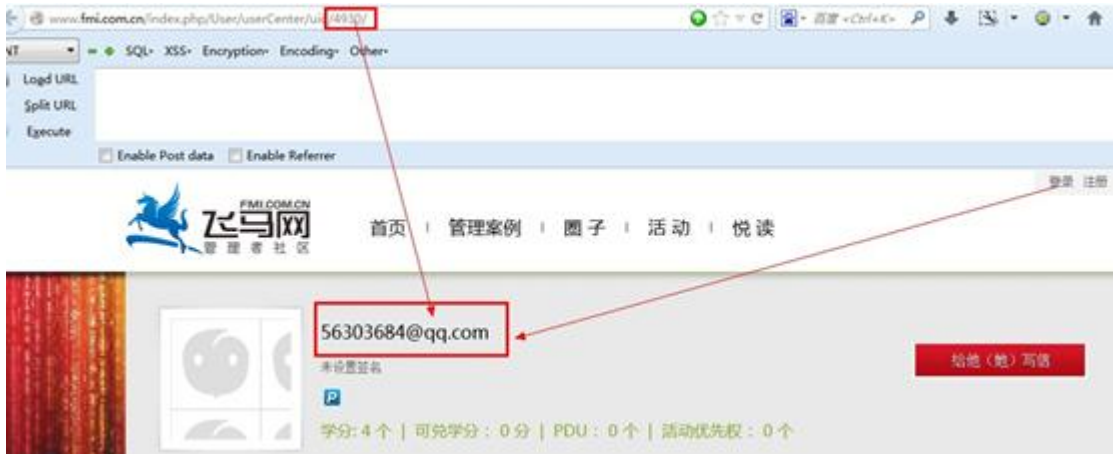 www.fmi.com.cn/index.php/User/userCenter/uid/4930/
百度 <Ctrl+K>
SQL▾ XSS▾ Encryption▾ Encoding▾ Other▾
Load URL
Split URL
Execute
Enable Post data Enable Referrer
登录 注册
FMI.COM.CN
飞马网
管理者社区
首页 | 管理案例 | 圈子 | 活动 | 悦读
56303684@qq.com
未设置签名
P
给他（她）写信
学分: 4 个 | 可兑学分： 0 分 | PDU： 0 个 | 活动优先权： 0 个